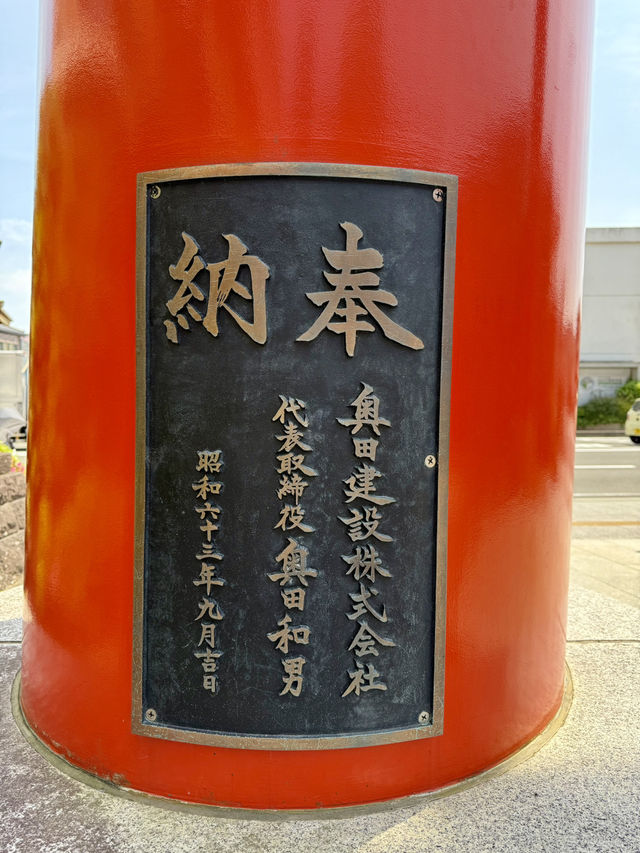 奉納
奥田建設株式会社
代表取締役 奥田和男
昭和六十三年九月吉日